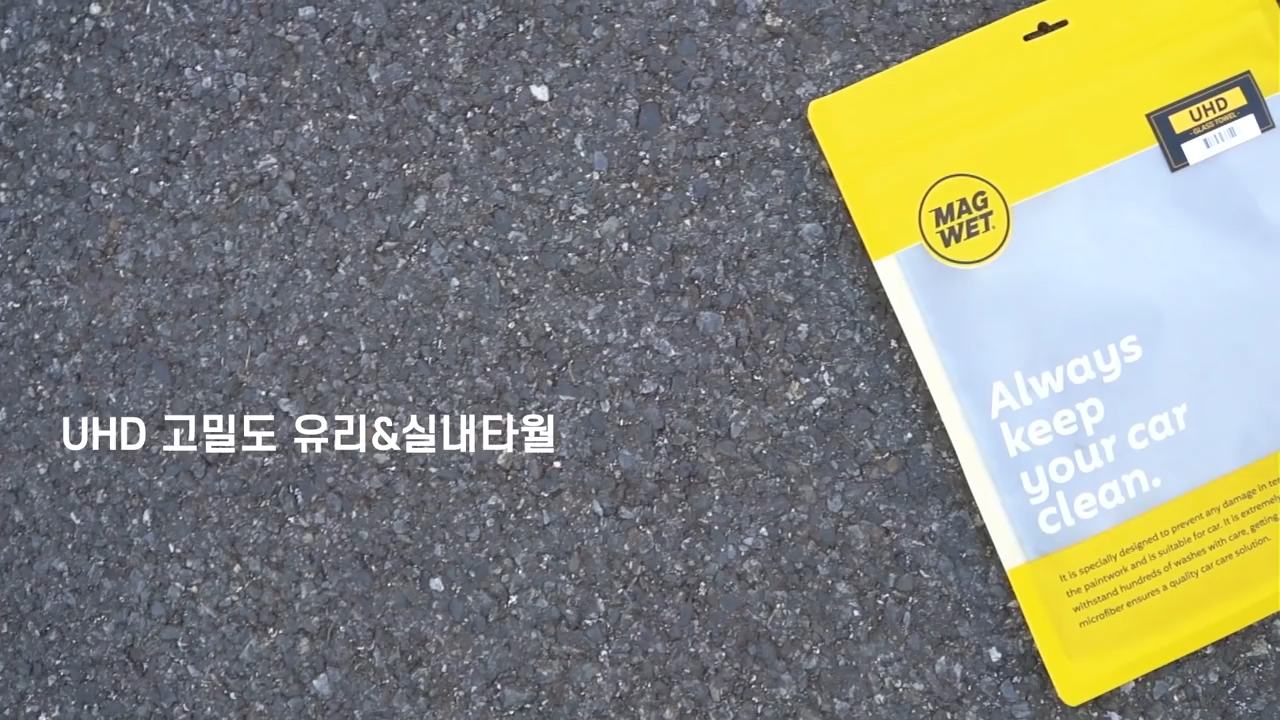 UHD
- GLASS TOWEL -
MAG
WET
Always
keep
your car
clean.
UHD 고밀도 유리&실내타월
It is specially designed to prevent any damage in
the paintwork and is suitable for car. It is extremely
withstand hundreds of washes with care, getting
microfiber ensures a quality car care solution.